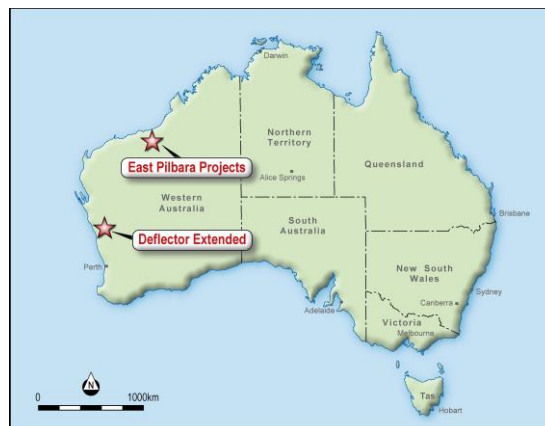 Darwin
East Pilbara Projects
Northern
Territory
Queensland
Alice Springs
Western
Australia
Deflector Extended
South
Australia
Brisbane
Perth
New South
Wales
Sydney
Canberra
Adelaide
Victoria
Melbourne
N
0
1000km
Tas
Hobart